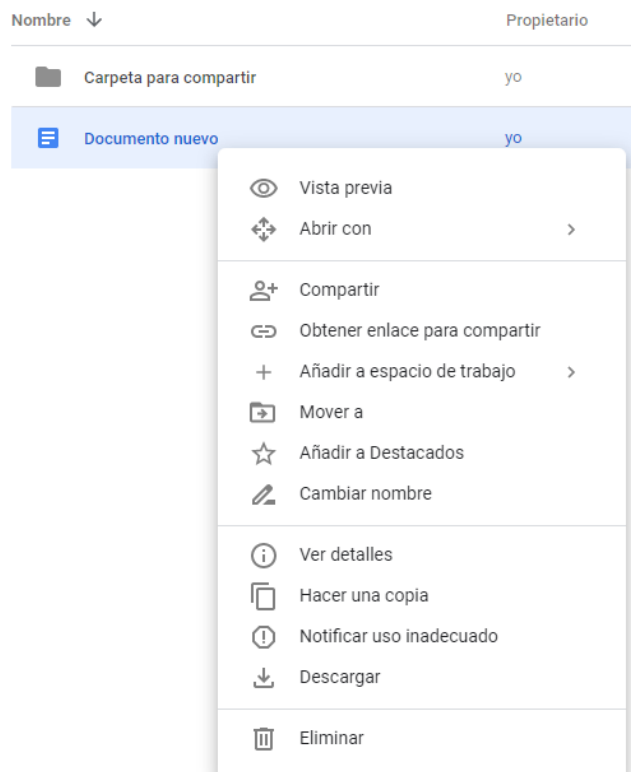 Nombre Propietario
Carpeta para compartir yo
Documento nuevo yo
Vista previa
Abrir con
Compartir
Obtener enlace para compartir
Añadir a espacio de trabajo
Mover a
Añadir a Destacados
Cambiar nombre
Ver detalles
Hacer una copia
Notificar uso inadecuado
Descargar
Eliminar